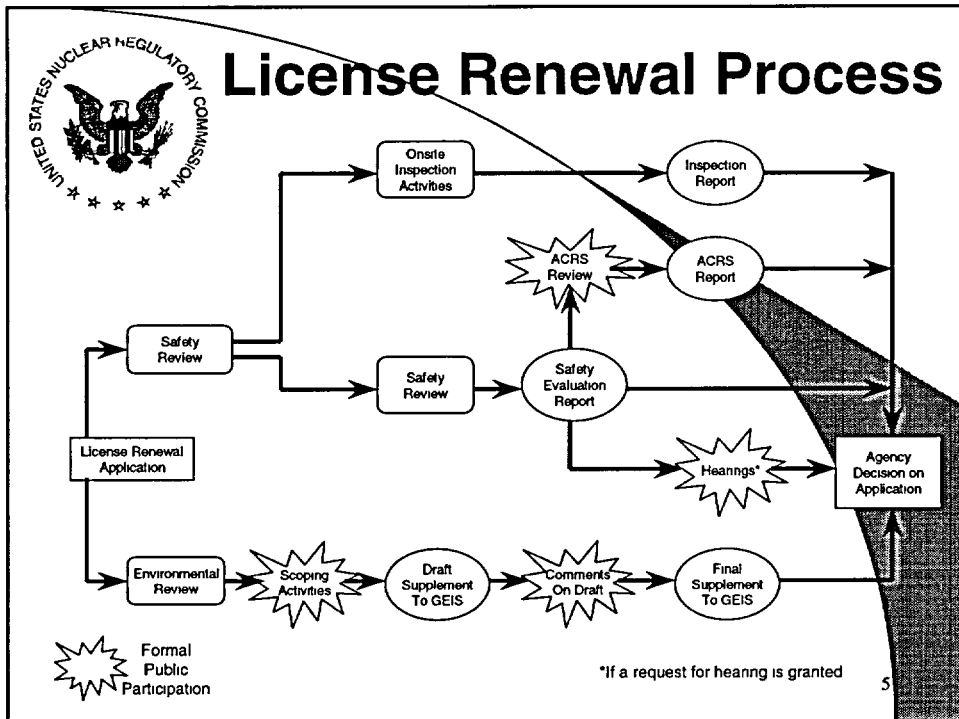 UNITED STATES NUCLEAR REGULATORY COMMISSION
License Renewal Process
Onsite
Inspection
Activities
Inspection
Report
ACRS
Review
ACRS
Report
Safety
Review
Safety
Review
Safety
Evaluation
Report
License Renewal
Application
Hearings*
Agency
Decision on
Application
Environmental
Review
Scoping
Activities
Draft
Supplement
To GEIS
Comments
On Draft
Final
Supplement
To GEIS
Formal
Public
Participation
*If a request for hearing is granted
5